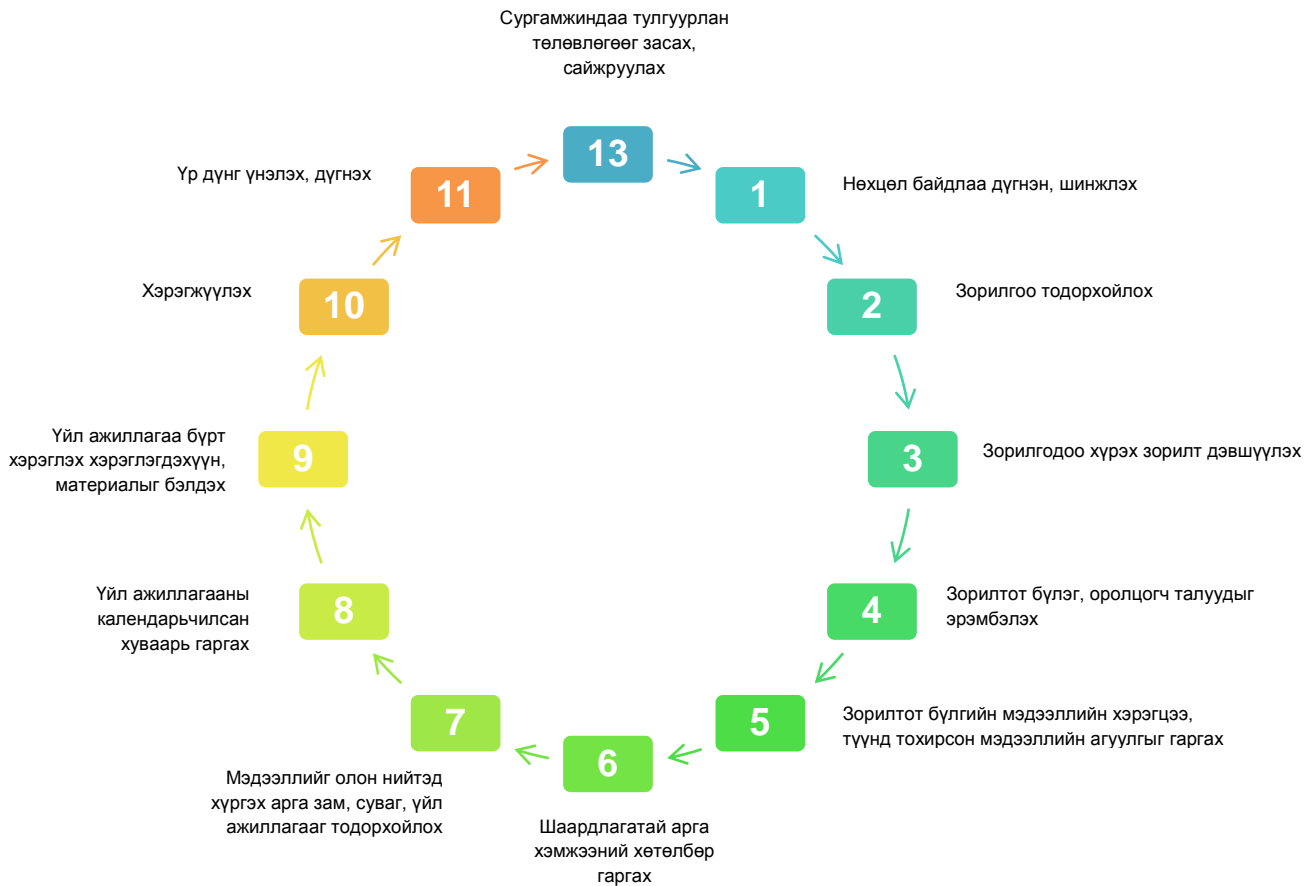 Сургамжиндаа тулгуурлан
төлөвлөгөөг засах,
сайжруулах
13
1
Нөхцөл байдлаа дүгнэн, шинжлэх
2
Зорилгоо тодорхойлох
3
Зорилгодоо хүрэх зорилт дэвшүүлэх
4
Зорилтот бүлэг, оролцогч талуудыг
эрэмбэлэх
5
Зорилтот бүлгийн мэдээллийн хэрэгцээ,
түүнд тохирсон мэдээллийн агуулгыг гаргах
6
Шаардлагатай арга
хэмжээний хөтөлбөр
гаргах
7
Мэдээллийг олон нийтэд
хүргэх арга зам, суваг, үйл
ажиллагааг тодорхойлох
8
Үйл ажиллагааны
календарьчилсан
хуваарь гаргах
9
Үйл ажиллагаа бүрт
хэрэглэх хэрэглэгдэхүүн,
материалыг бэлдэх
10
Хэрэгжүүлэх
11
Үр дүнг үнэлэх, дүгнэх